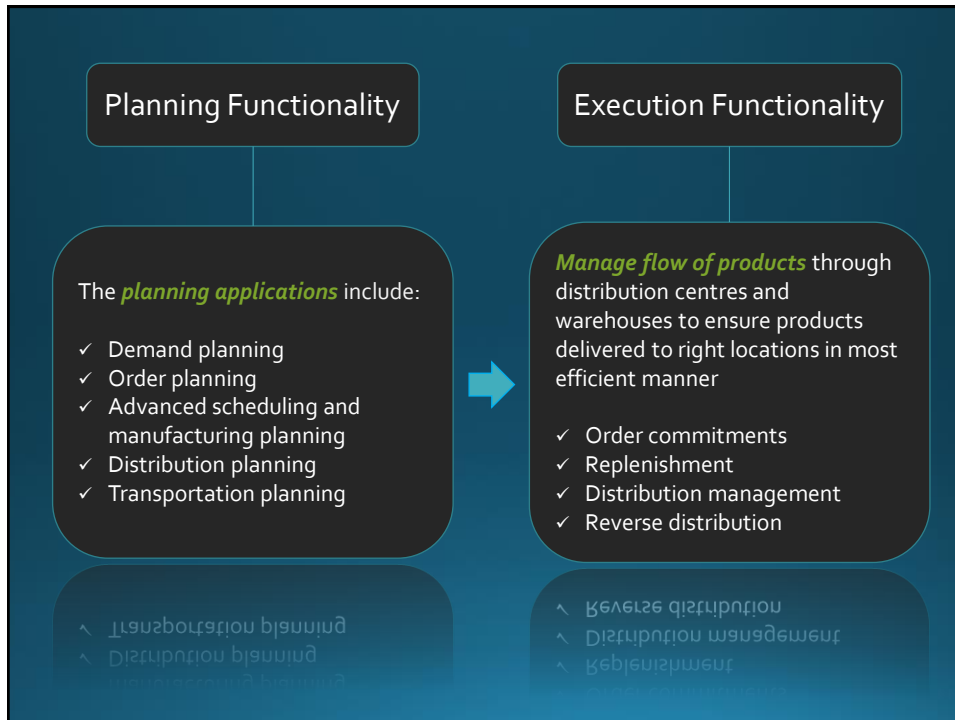 Planning Functionality
The planning applications include:
✓ Demand planning
✓ Order planning
✓ Advanced scheduling and
manufacturing planning
✓ Distribution planning
✓ Transportation planning
Execution Functionality
Manage flow of products through
distribution centres and
warehouses to ensure products
delivered to right locations in most
efficient manner
✓ Order commitments
✓ Replenishment
✓ Distribution management
✓ Reverse distribution